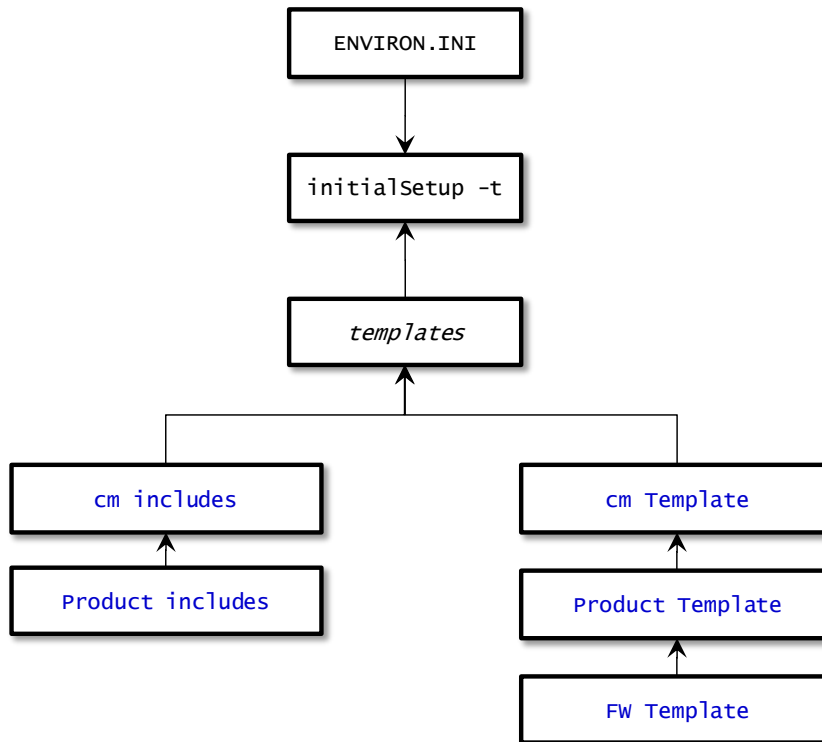 ENVIRON.INI
initialSetup -t
templates
cm includes
cm Template
Product includes
Product Template
FW Template